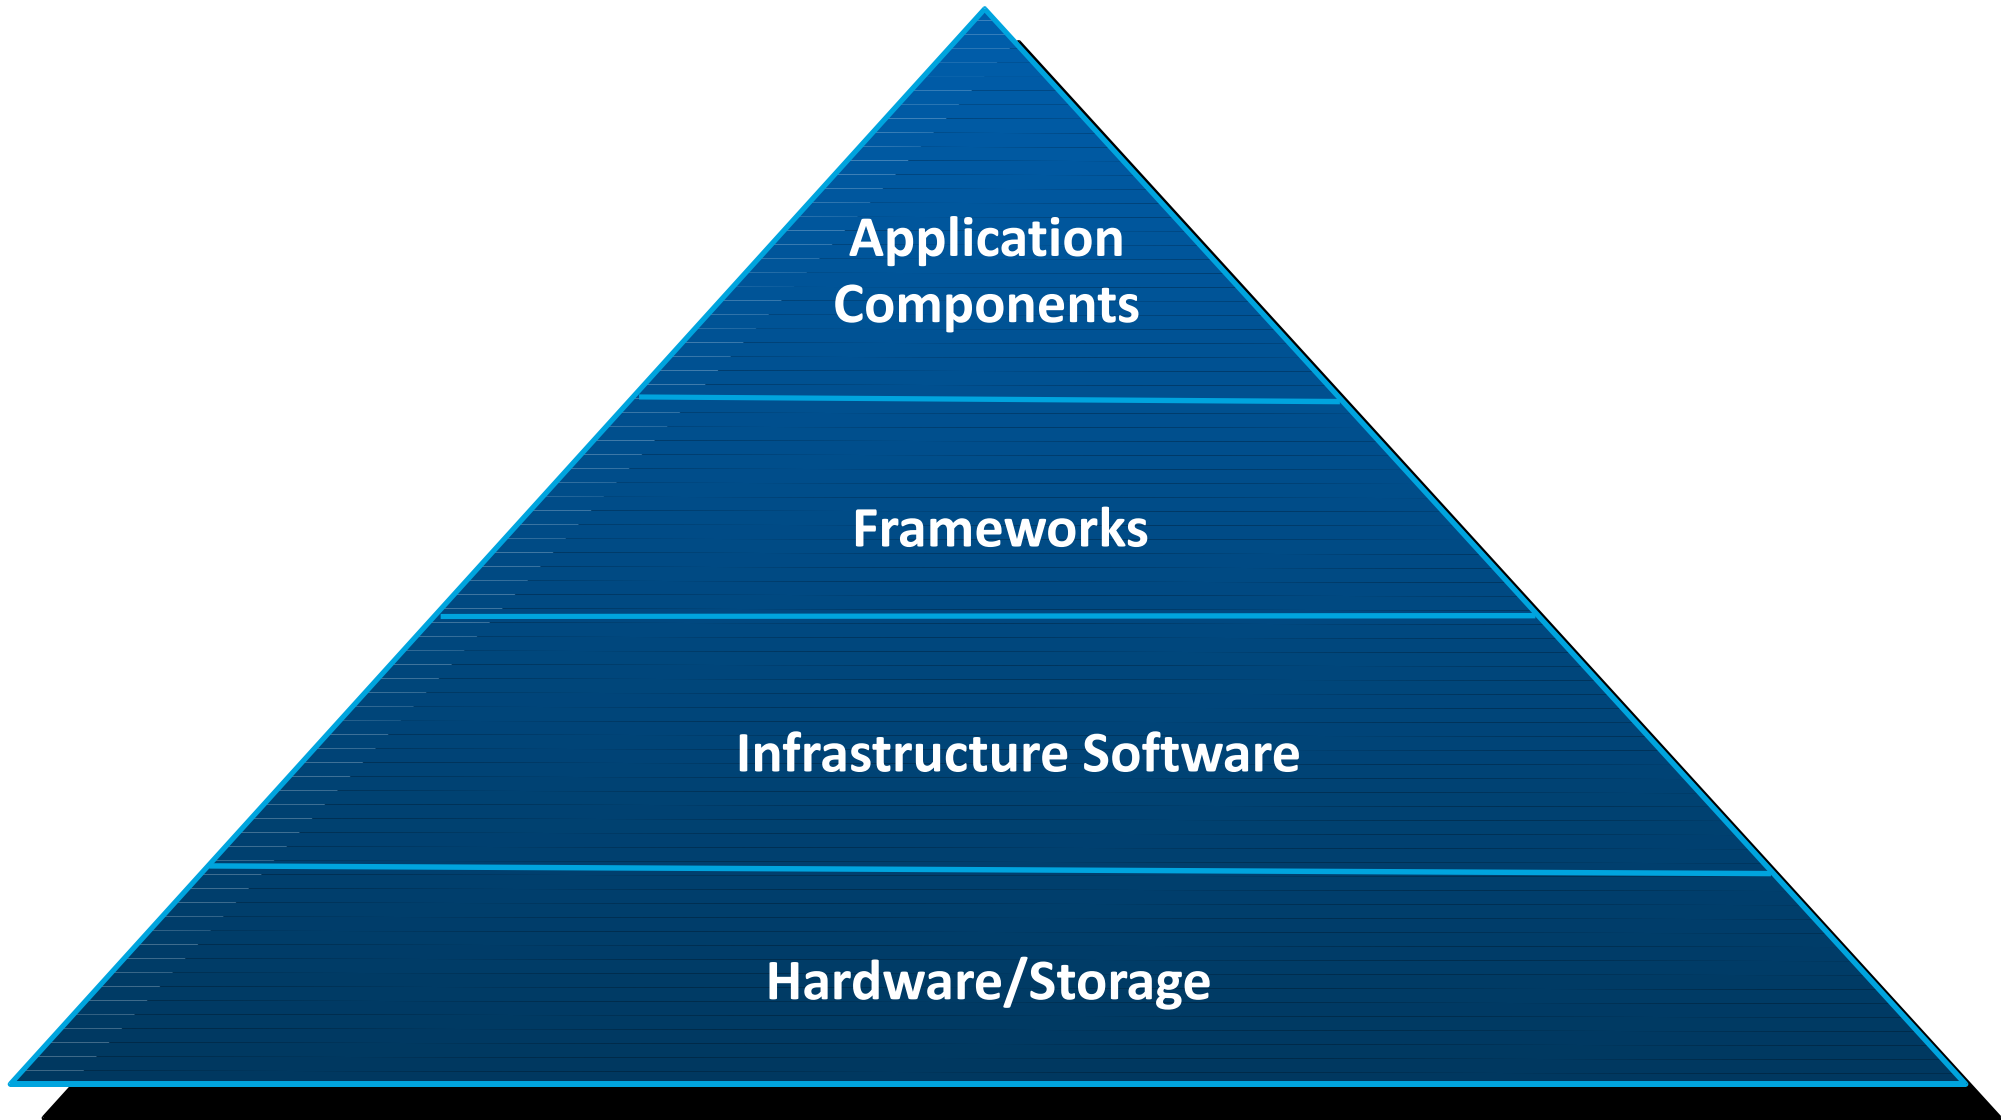 Application
Components
Frameworks
Infrastructure Software
Hardware/Storage